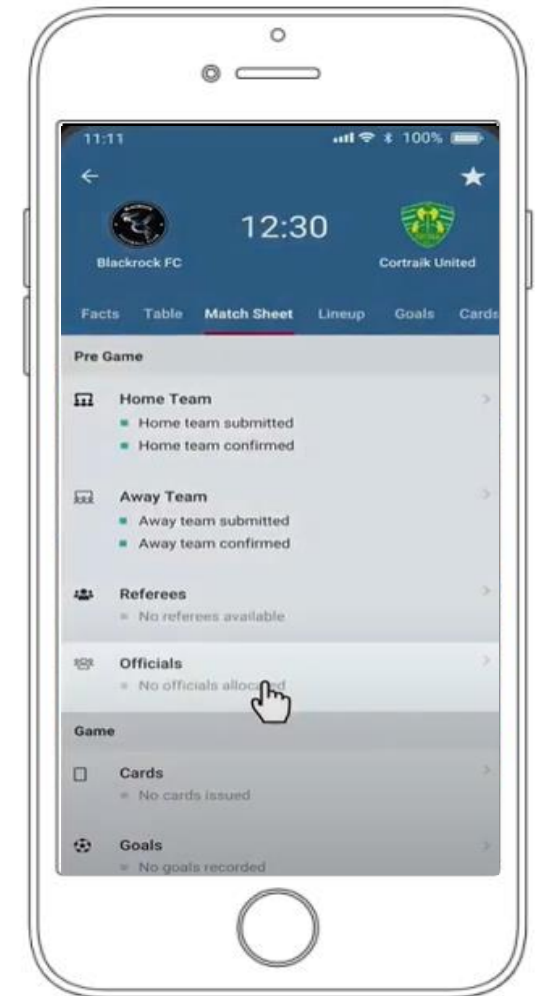 11:11 100%
12:30
Blackrock FC Cortraik United
Facts Table Match Sheet Lineup Goals Cards
Pre Game
Home Team
Home team submitted
Home team confirmed
Away Team
Away team submitted
Away team confirmed
Referees
No referees available
Officials
No officials allocated
Game
Cards
No cards issued
Goals
No goals recorded